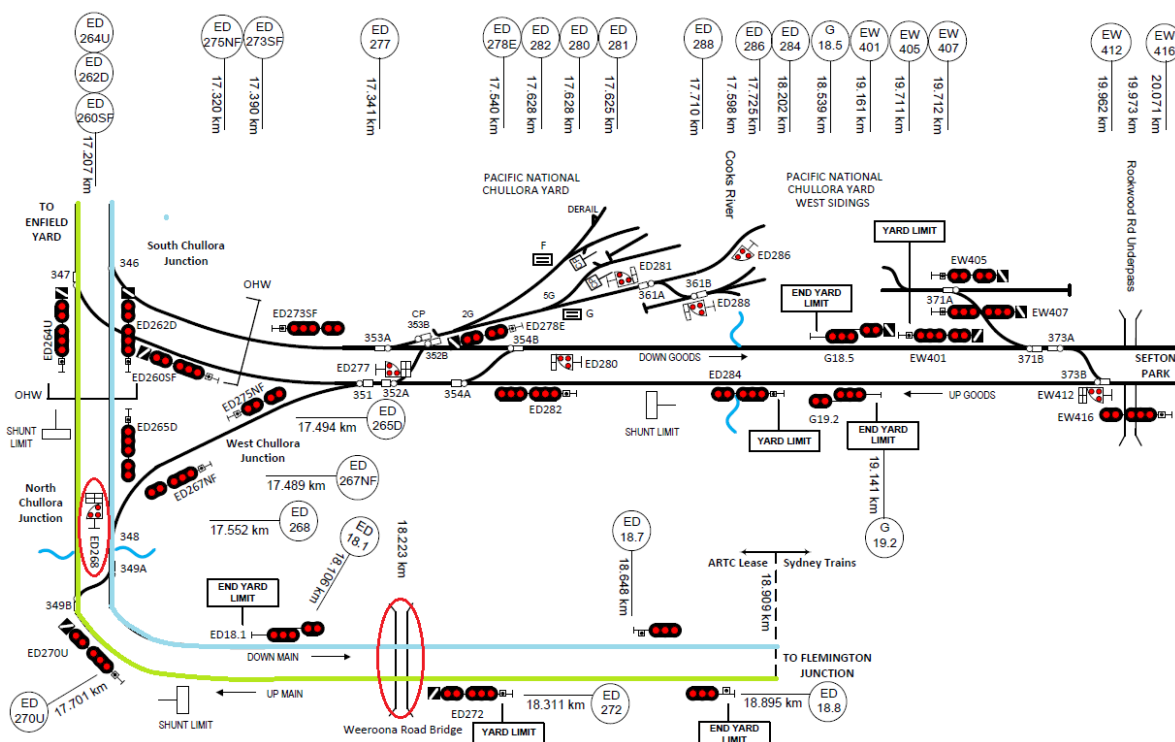 ED
264U
ED
262D
ED
260SF
17.207 km
ED
275NF
17.320 km
ED
273SF
17.390 km
ED
277
17.341 km
ED
278E
17.540 km
ED
282
17.628 km
ED
280
17.628 km
ED
281
17.625 km
ED
288
17.710 km
17.598 km
Cooks River
ED
286
17.725 km
ED
284
18.202 km
G
18.5
18.539 km
EW
401
19.161 km
EW
405
19.711 km
EW
407
19.712 km
EW
412
19.962 km
19.973 km
Rookwood Rd Underpass
EW
416
20.071 km
TO
ENFIELD
YARD
South Chullora
Junction
PACIFIC NATIONAL
CHULLORA YARD
PACIFIC NATIONAL
CHULLORA YARD
WEST SIDINGS
DERAIL
YARD LIMIT
347
346
OHW
F
ED281
ED286
EW405
361A
361B
ED288
371A
END YARD
LIMIT
5G
G
EW407
ED264U
ED262D
ED273SF
CP
353B
2G
ED278E
353A
352B
354B
DOWN GOODS
G18.5
EW401
371B
373A
SEFTON
PARK
ED260SF
ED277
ED280
ED284
373B
OHW
ED275NF
351
352A
354A
ED282
SHUNT LIMIT
G19.2
UP GOODS
EW412
EW416
SHUNT
LIMIT
ED265D
17.494 km
ED
265D
YARD LIMIT
END YARD
LIMIT
West Chullora
Junction
ED267NF
17.489 km
ED
267NF
19.141 km
North
Chullora
Junction
ED268
348
17.552 km
ED
268
ED
18.1
18.106 km
18.223 km
ED
18.7
18.648 km
G
19.2
349A
ARTC Lease
Sydney Trains
18.909 km
349B
END YARD
LIMIT
ED18.1
ED270U
DOWN MAIN
TO FLEMINGTON
JUNCTION
ED
270U
17.701 km
UP MAIN
SHUNT LIMIT
Weeroona Road Bridge
ED272
18.311 km
ED
272
YARD LIMIT
18.895 km
ED
18.8
END YARD
LIMIT